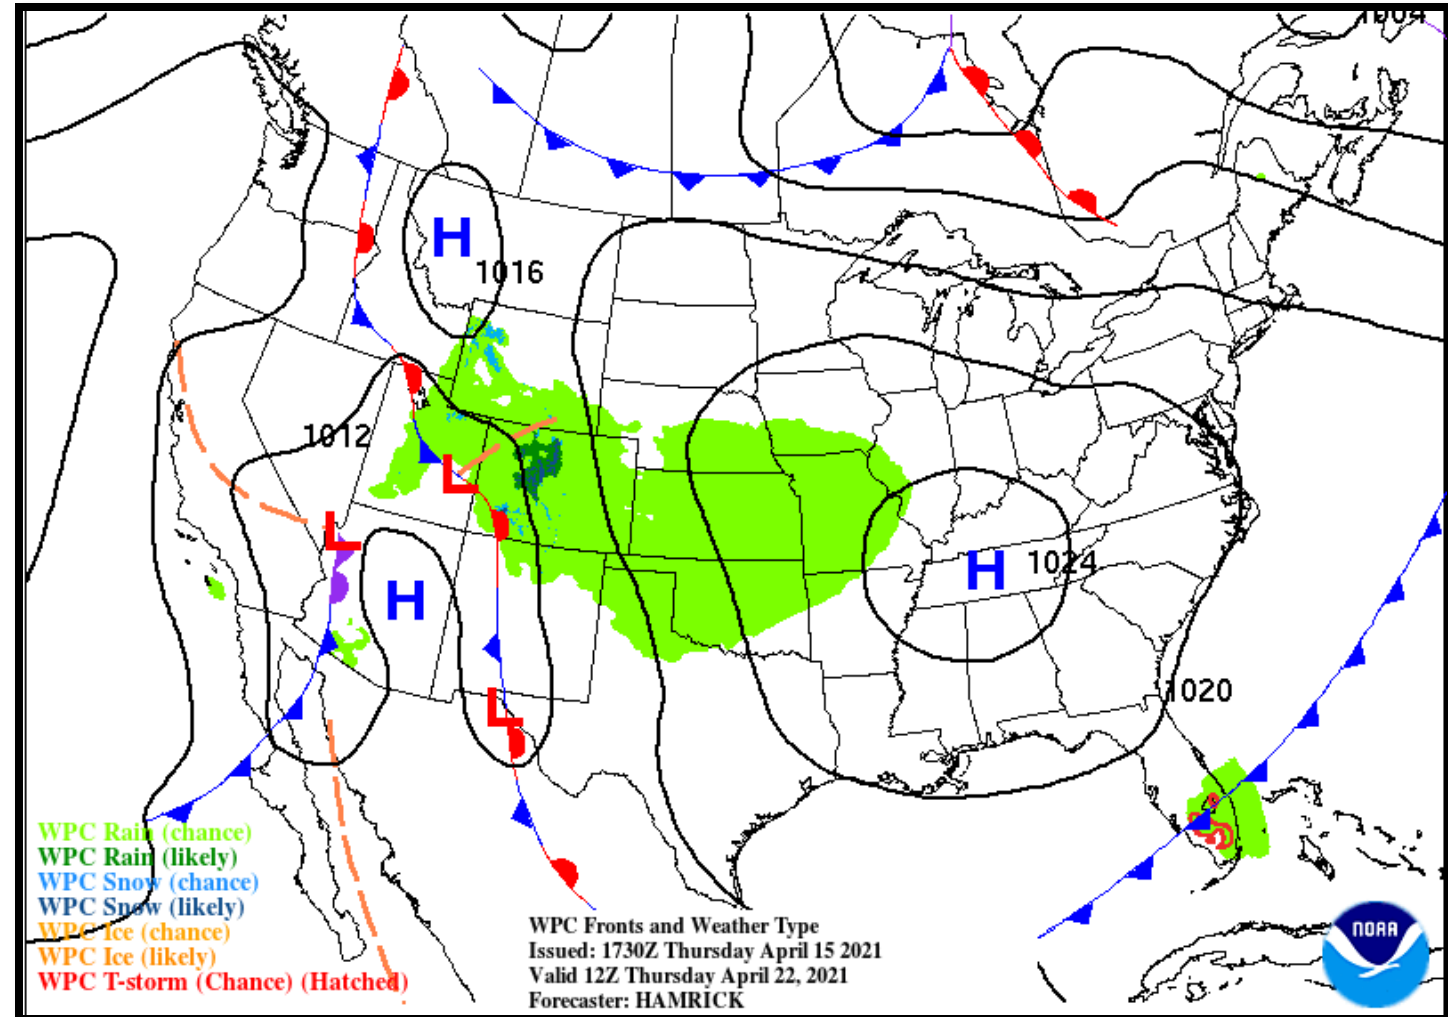 1004
H
1016
1012
L
L
H
H
1024
L
1020
WPC Rain (chance)
WPC Rain (likely)
WPC Snow (chance)
WPC Snow (likely)
WPC Ice (chance)
WPC Ice (likely)
WPC T-storm (Chance) (Hatched)
WPC Fronts and Weather Type
Issued: 1730Z Thursday April 15 2021
Valid 12Z Thursday April 22, 2021
Forecaster: HAMRICK
NOAA